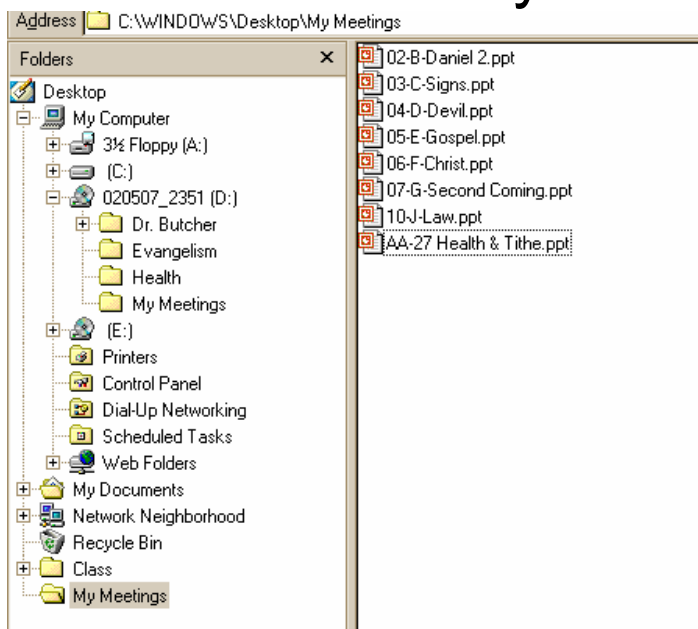 Address C:\WINDOWS\Desktop\My Meetings
Folders
Desktop
My Computer
3½ Floppy (A:)
(C:)
020507_2351 (D:)
Dr. Butcher
Evangelism
Health
My Meetings
(E:)
Printers
Control Panel
Dial-Up Networking
Scheduled Tasks
Web Folders
My Documents
Network Neighborhood
Recycle Bin
Class
My Meetings
02-B-Daniel 2.ppt
03-C-Signs.ppt
04-D-Devil.ppt
05-E-Gospel.ppt
06-F-Christ.ppt
07-G-Second Coming.ppt
10-J-Law.ppt
AA-27 Health & Tithe.ppt